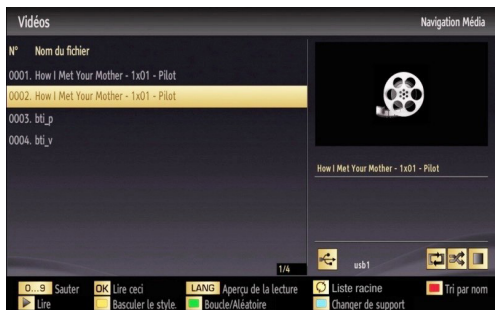 Vidéos
Navigation Média
N° Nom du fichier
0001. How I Met Your Mother - 1x01 - Pilot
0002. How I Met Your Mother - 1x01 - Pilot
0003. bti_p
0004. bti_v
How I Met Your Mother - 1x01 - Pilot
1/4
usb1
0...9 Sauter OK Lire ceci LANG Aperçu de la lecture Liste racine Tri par nom
Lire Basculer le style. Boucle/Aléatoire Changer de support